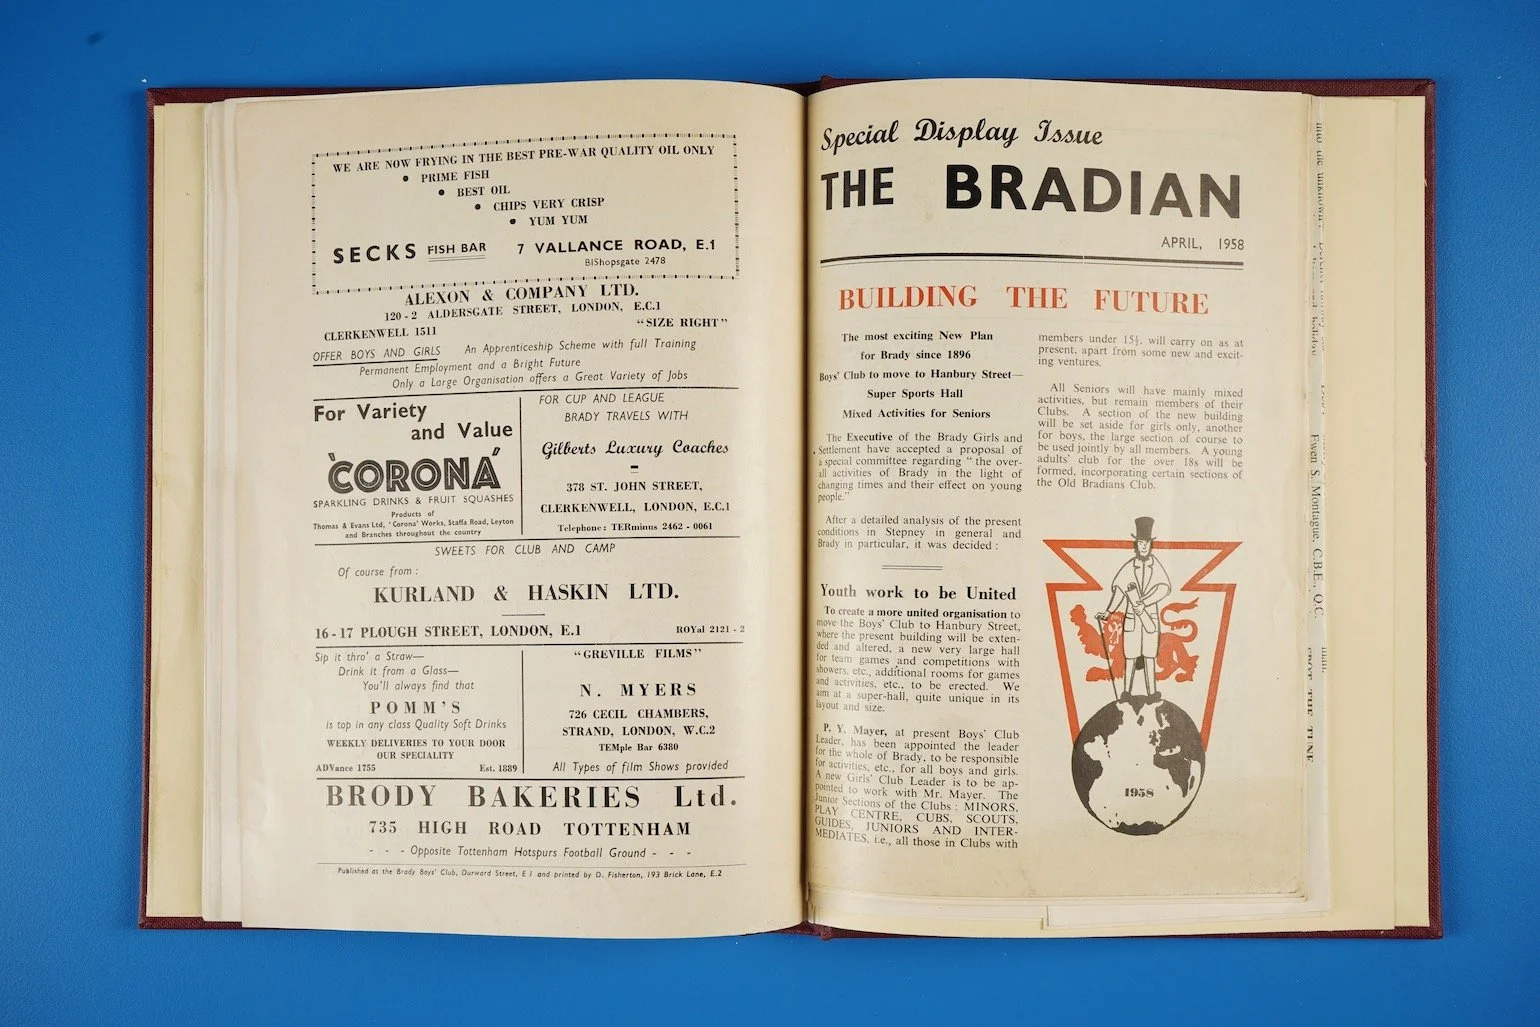 WE ARE NOW FRYING IN THE BEST PRE-WAR QUALITY OIL ONLY
• PRIME FISH
• BEST OIL
• CHIPS VERY CRISP
• YUM YUM
SECKS FISH BAR 7 VALLANCE ROAD, E.1
BIShopsgate 2478
ALEXON & COMPANY LTD.
120 - 2 ALDERSGATE STREET, LONDON, E.C.1
CLERKENWELL 1511 "SIZE RIGHT"
OFFER BOYS AND GIRLS An Apprenticeship Scheme with full Training
Permanent Employment and a Bright Future
Only a Large Organisation offers a Great Variety of Jobs
For Variety
and Value
'CORONA'
SPARKLING DRINKS & FRUIT SQUASHES
Products of
Thomas & Evans Ltd, 'Corona' Works, Staffa Road, Leyton
and Branches throughout the country
FOR CUP AND LEAGUE
BRADY TRAVELS WITH
Gilberts Luxury Coaches
378 ST. JOHN STREET,
CLERKENWELL, LONDON, E.C.1
Telephone : TERminus 2462 - 0061
SWEETS FOR CLUB AND CAMP
Of course from :
KURLAND & HASKIN LTD.
16 - 17 PLOUGH STREET, LONDON, E.1 ROYal 2121 - 2
Sip it thro' a Straw—
Drink it from a Glass—
You'll always find that
POMM'S
is top in any class Quality Soft Drinks
WEEKLY DELIVERIES TO YOUR DOOR
OUR SPECIALITY
ADVance 1755 Est. 1889
"GREVILLE FILMS"
N. MYERS
726 CECIL CHAMBERS,
STRAND, LONDON, W.C.2
TEMple Bar 6380
All Types of film Shows provided
BRODY BAKERIES Ltd.
735 HIGH ROAD TOTTENHAM
- - - Opposite Tottenham Hotspurs Football Ground - - -
Published at the Brady Boys' Club, Durward Street, E 1 and printed by D. Fisherton, 193 Brick Lane, E.2
Special Display Issue
THE BRADIAN
APRIL, 1958
BUILDING THE FUTURE
The most exciting New Plan
for Brady since 1896
Boys' Club to move to Hanbury Street—
Super Sports Hall
Mixed Activities for Seniors
The Executive of the Brady Girls and
Settlement have accepted a proposal of
a special committee regarding " the over-
all activities of Brady in the light of
changing times and their effect on young
people."
After a detailed analysis of the present
conditions in Stepney in general and
Brady in particular, it was decided :
Youth work to be United
To create a more united organisation to
move the Boys' Club to Hanbury Street,
where the present building will be exten-
ded and altered, a new very large hall
for team games and competitions with
showers, etc., additional rooms for games
and activities, etc., to be erected. We
aim at a super-hall, quite unique in its
layout and size.
P. Y. Mayer, at present Boys' Club
Leader, has been appointed the leader
for the whole of Brady, to be responsible
for activities, etc., for all boys and girls.
A new Girls' Club Leader is to be ap-
pointed to work with Mr. Mayer. The
Junior Sections of the Clubs : MINORS,
PLAY CENTRE, CUBS, SCOUTS,
GUIDES, JUNIORS AND INTER-
MEDIATES, i.e., all those in Clubs with
members under 15½, will carry on as at
present, apart from some new and excit-
ing ventures.
All Seniors will have mainly mixed
activities, but remain members of their
Clubs. A section of the new building
will be set aside for girls only, another
for boys, the large section of course to
be used jointly by all members. A young
adults' club for the over 18s will be
formed, incorporating certain sections of
the Old Bradians Club.
1958
Ewen S. Montague, C.B.E., Q.C.